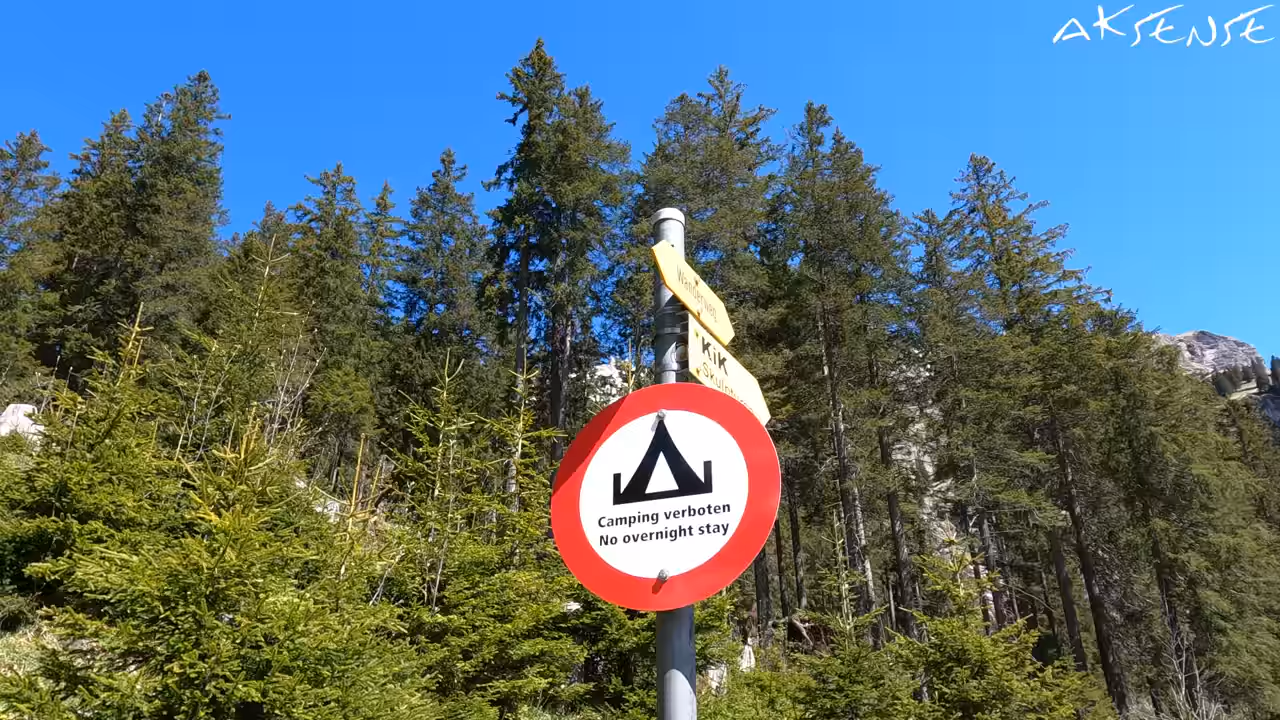 AKSENSE
Wanderweg
KiK
Camping verboten
No overnight stay